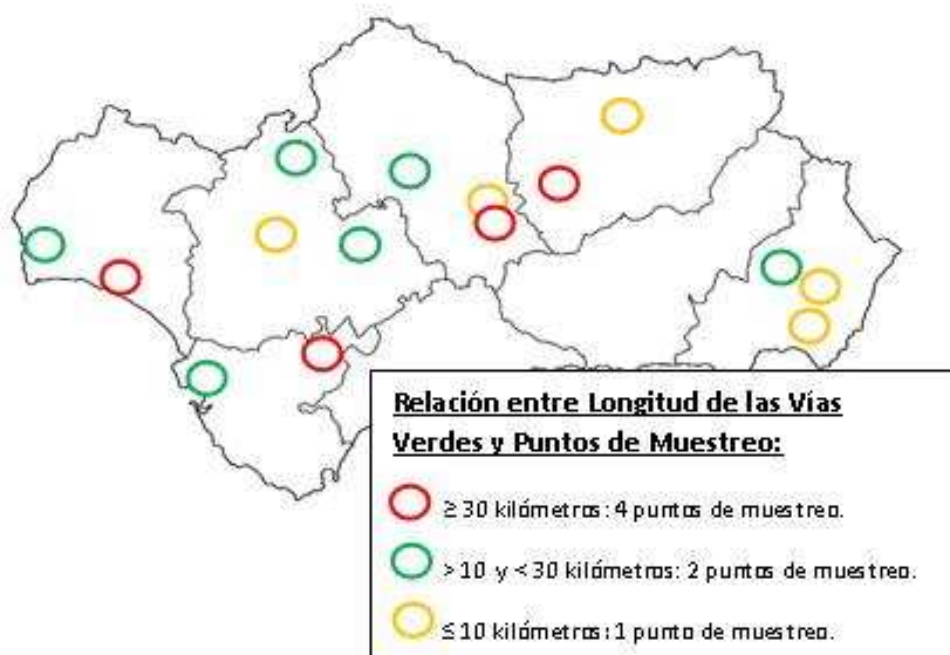 Relación entre Longitud de las Vías
Verdes y Puntos de Muestreo:
≥ 30 kilómetros: 4 puntos de muestreo.
> 10 y < 30 kilómetros: 2 puntos de muestreo.
≤ 10 kilómetros: 1 punto de muestreo.